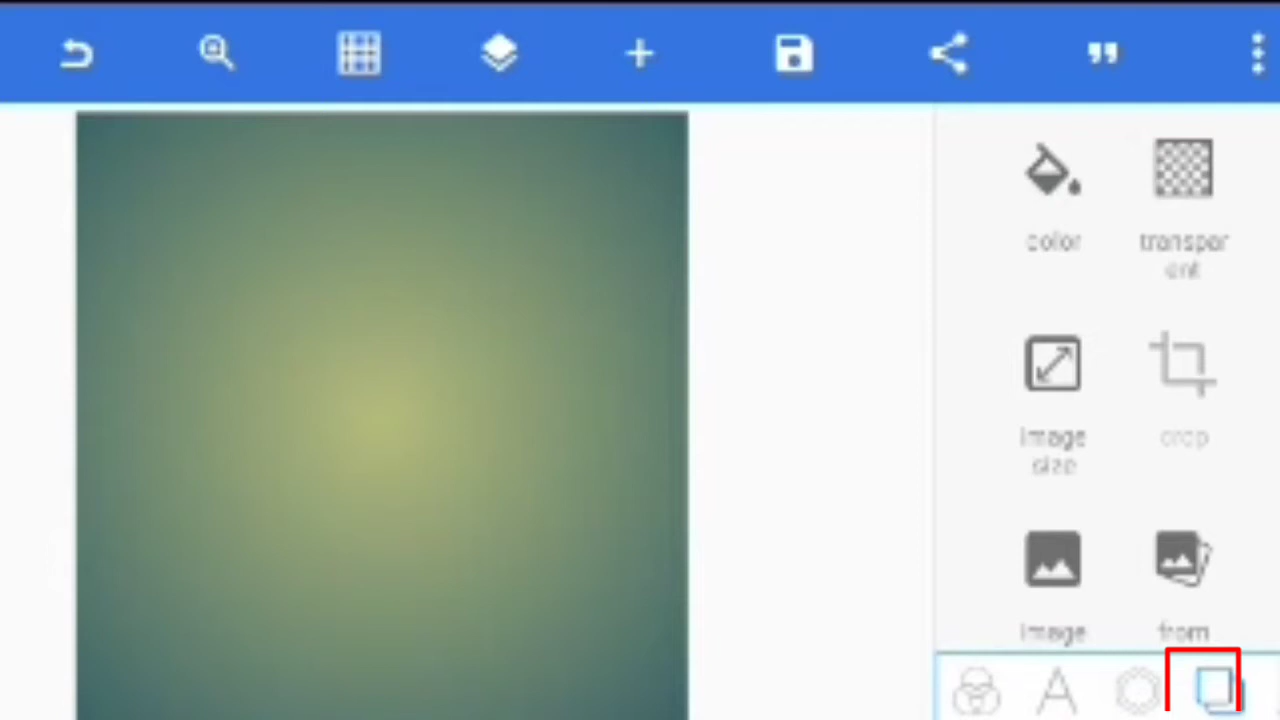 color
transpar
ent
image
size
crop
image
from